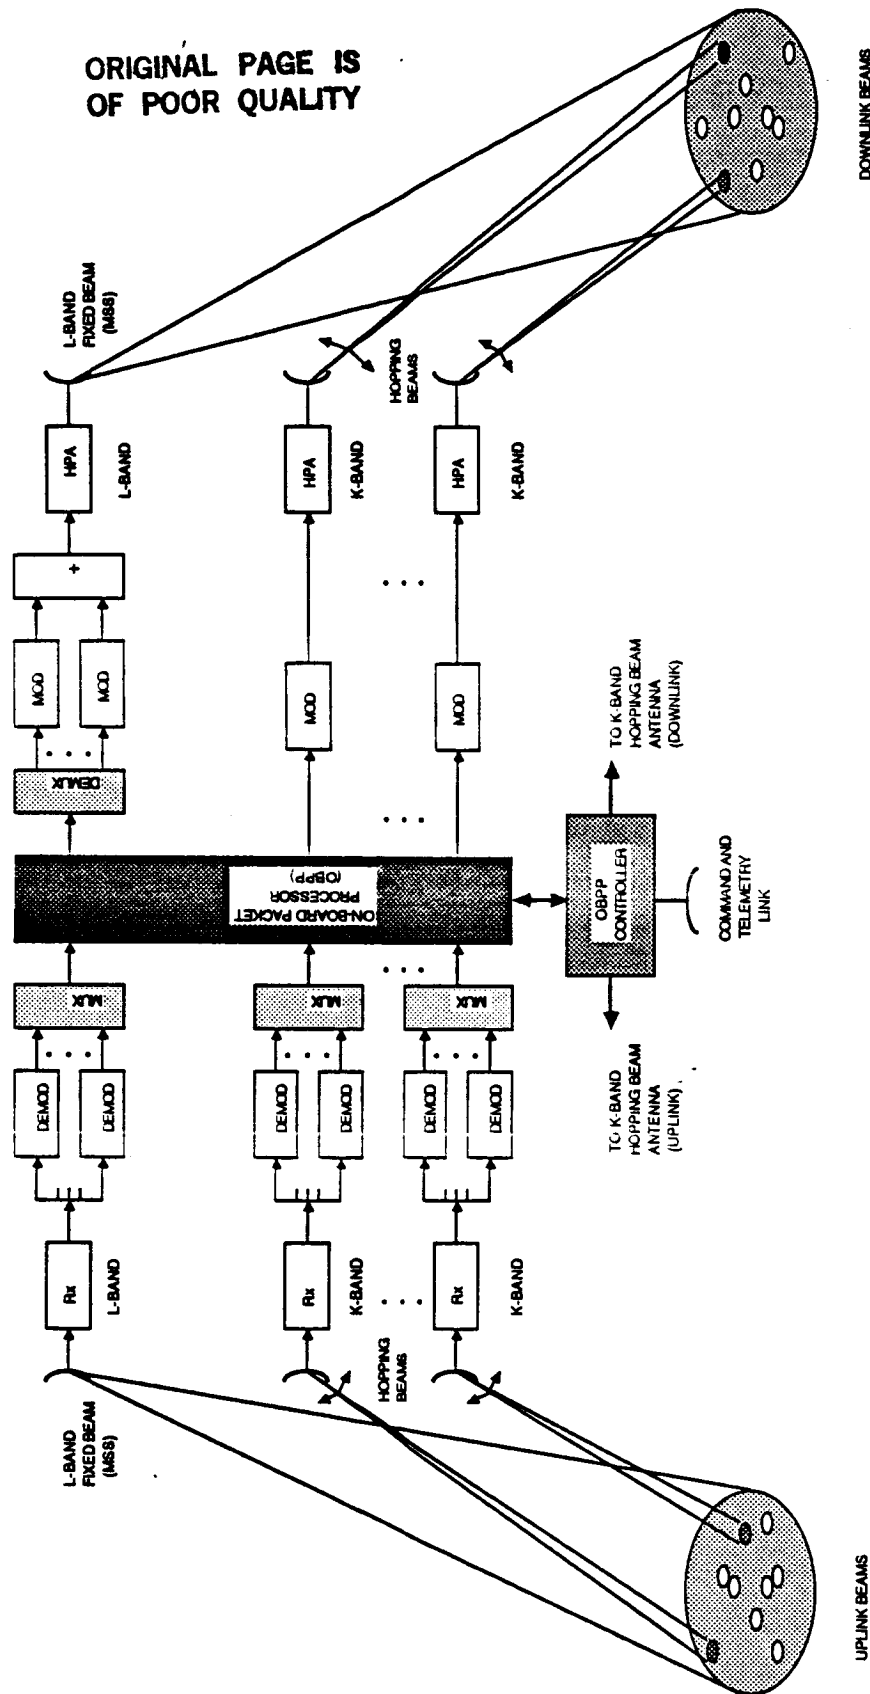 ORIGINAL PAGE IS
OF POOR QUALITY
L-BAND
FIXED BEAM
(MSS)
Rx
L-BAND
DEMOD
DEMOD
MUX
DEMUX
MOD
MOD
+
HPA
L-BAND
L-BAND
FIXED BEAM
(MSS)
HOPPING
BEAMS
Rx
K-BAND
DEMOD
DEMOD
MUX
ON-BOARD PACKET
PROCESSOR
(OBPP)
MOD
HPA
K-BAND
HOPPING
BEAMS
Rx
K-BAND
DEMOD
DEMOD
MUX
MOD
HPA
K-BAND
TO K-BAND
HOPPING BEAM
ANTENNA
(UPLINK)
OBPP
CONTROLLER
TO K-BAND
HOPPING BEAM
ANTENNA
(DOWNLINK)
COMMAND AND
TELEMETRY
LINK
UPLINK BEAMS
DOWNLINK BEAMS